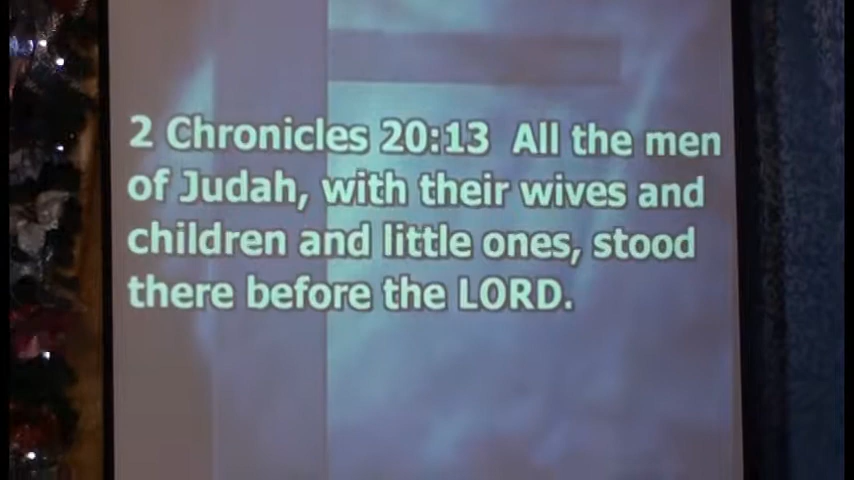 2 Chronicles 20:13  All the men
of Judah, with their wives and
children and little ones, stood
there before the LORD.